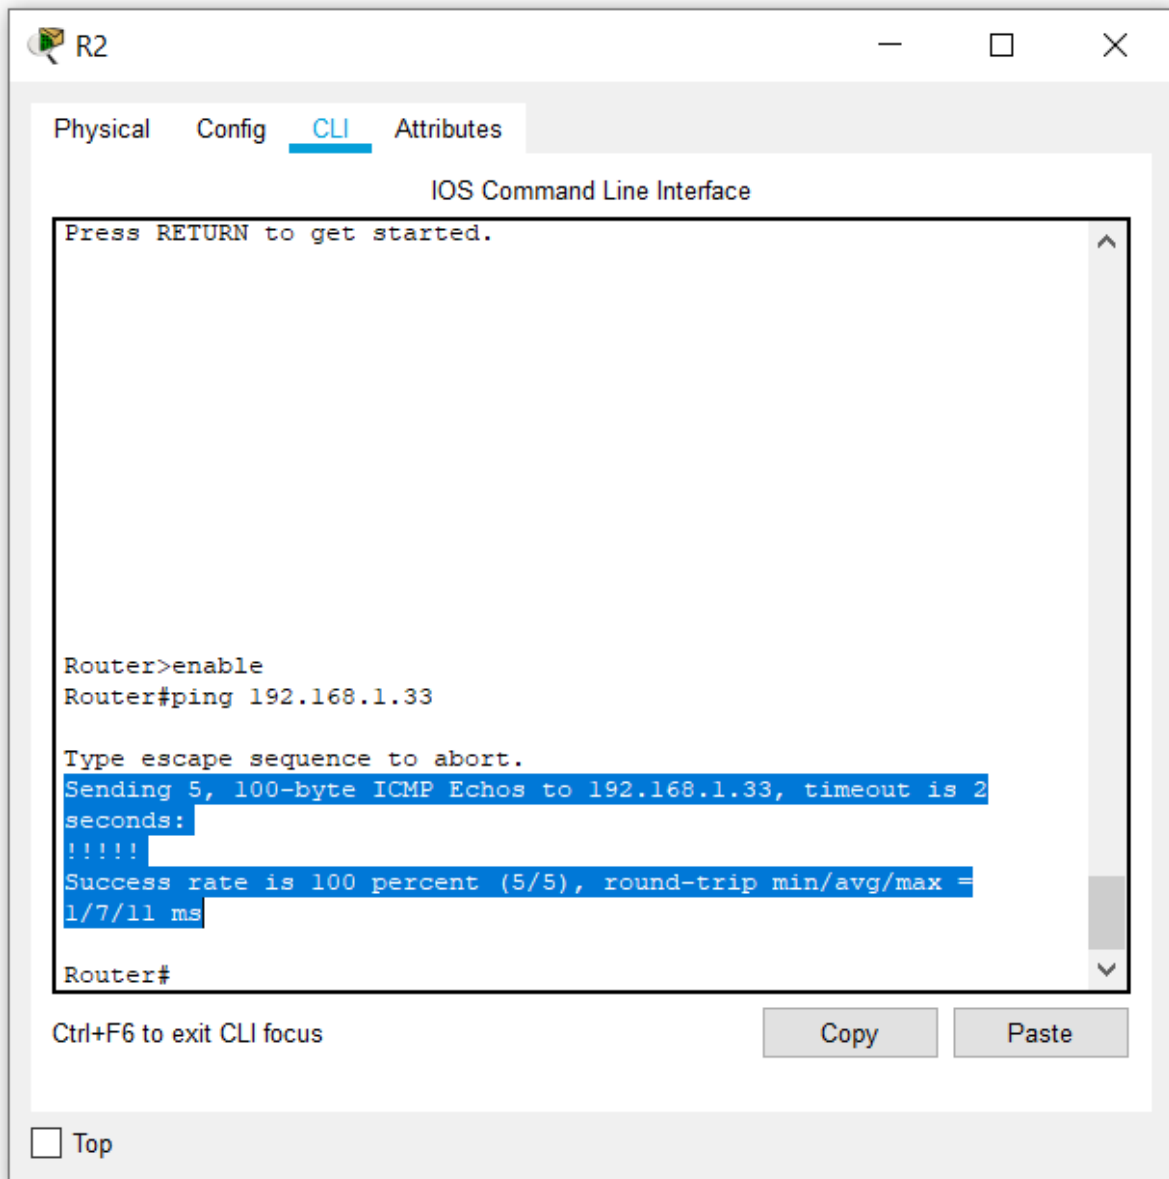 R2
Physical Config CLI Attributes
IOS Command Line Interface
Press RETURN to get started.
Router>enable
Router#ping 192.168.1.33
Type escape sequence to abort.
Sending 5, 100-byte ICMP Echos to 192.168.1.33, timeout is 2
seconds:
!!!!!
Success rate is 100 percent (5/5), round-trip min/avg/max =
1/7/11 ms
Router#
Ctrl+F6 to exit CLI focus Copy Paste
Top